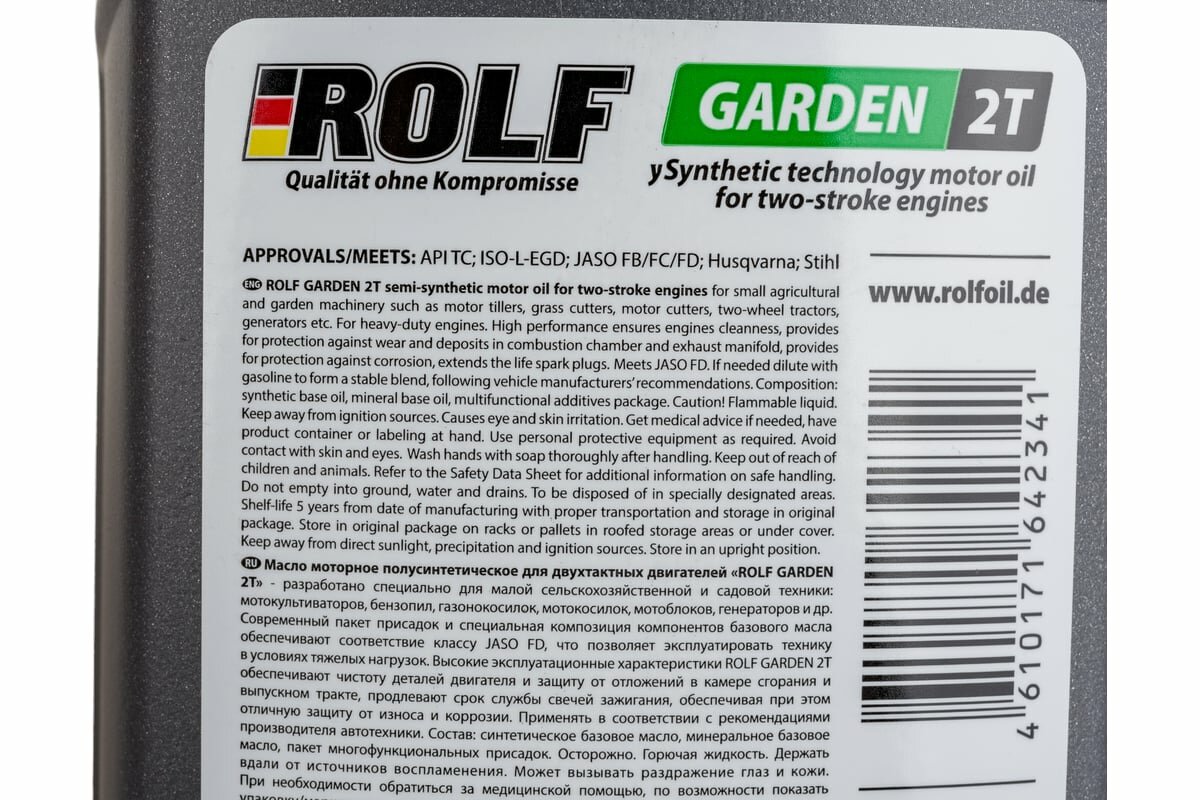 ROLF
Qualität ohne Kompromisse
GARDEN 2T
ySynthetic technology motor oil
for two-stroke engines
APPROVALS/MEETS: API TC; ISO-L-EGD; JASO FB/FC/FD; Husqvarna; Stihl
www.rolfoil.de
ENG ROLF GARDEN 2T semi-synthetic motor oil for two-stroke engines for small agricultural
and garden machinery such as motor tillers, grass cutters, motor cutters, two-wheel tractors,
generators etc. For heavy-duty engines. High performance ensures engines cleanness, provides
for protection against wear and deposits in combustion chamber and exhaust manifold, provides
for protection against corrosion, extends the life spark plugs. Meets JASO FD. If needed dilute with
gasoline to form a stable blend, following vehicle manufacturers' recommendations. Composition:
synthetic base oil, mineral base oil, multifunctional additives package. Caution! Flammable liquid.
Keep away from ignition sources. Causes eye and skin irritation. Get medical advice if needed, have
product container or labeling at hand. Use personal protective equipment as required. Avoid
contact with skin and eyes. Wash hands with soap thoroughly after handling. Keep out of reach of
children and animals. Refer to the Safety Data Sheet for additional information on safe handling.
Do not empty into ground, water and drains. To be disposed of in specially designated areas.
Shelf-life 5 years from date of manufacturing with proper transportation and storage in original
package. Store in original package on racks or pallets in roofed storage areas or under cover.
Keep away from direct sunlight, precipitation and ignition sources. Store in an upright position.
RU Масло моторное полусинтетическое для двухтактных двигателей «ROLF GARDEN
2T» - разработано специально для малой сельскохозяйственной и садовой техники:
мотокультиваторов, бензопил, газонокосилок, мотокосилок, мотоблоков, генераторов и др.
Современный пакет присадок и специальная композиция компонентов базового масла
обеспечивают соответствие классу JASO FD, что позволяет эксплуатировать технику
в условиях тяжелых нагрузок. Высокие эксплуатационные характеристики ROLF GARDEN 2T
обеспечивают чистоту деталей двигателя и защиту от отложений в камере сгорания и
выпускном тракте, продлевают срок службы свечей зажигания, обеспечивая при этом
отличную защиту от износа и коррозии. Применять в соответствии с рекомендациями
производителя автотехники. Состав: синтетическое базовое масло, минеральное базовое
масло, пакет многофункциональных присадок. Осторожно. Горючая жидкость. Держать
вдали от источников воспламенения. Может вызывать раздражение глаз и кожи.
При необходимости обратиться за медицинской помощью, по возможности показать
4 610171 642341